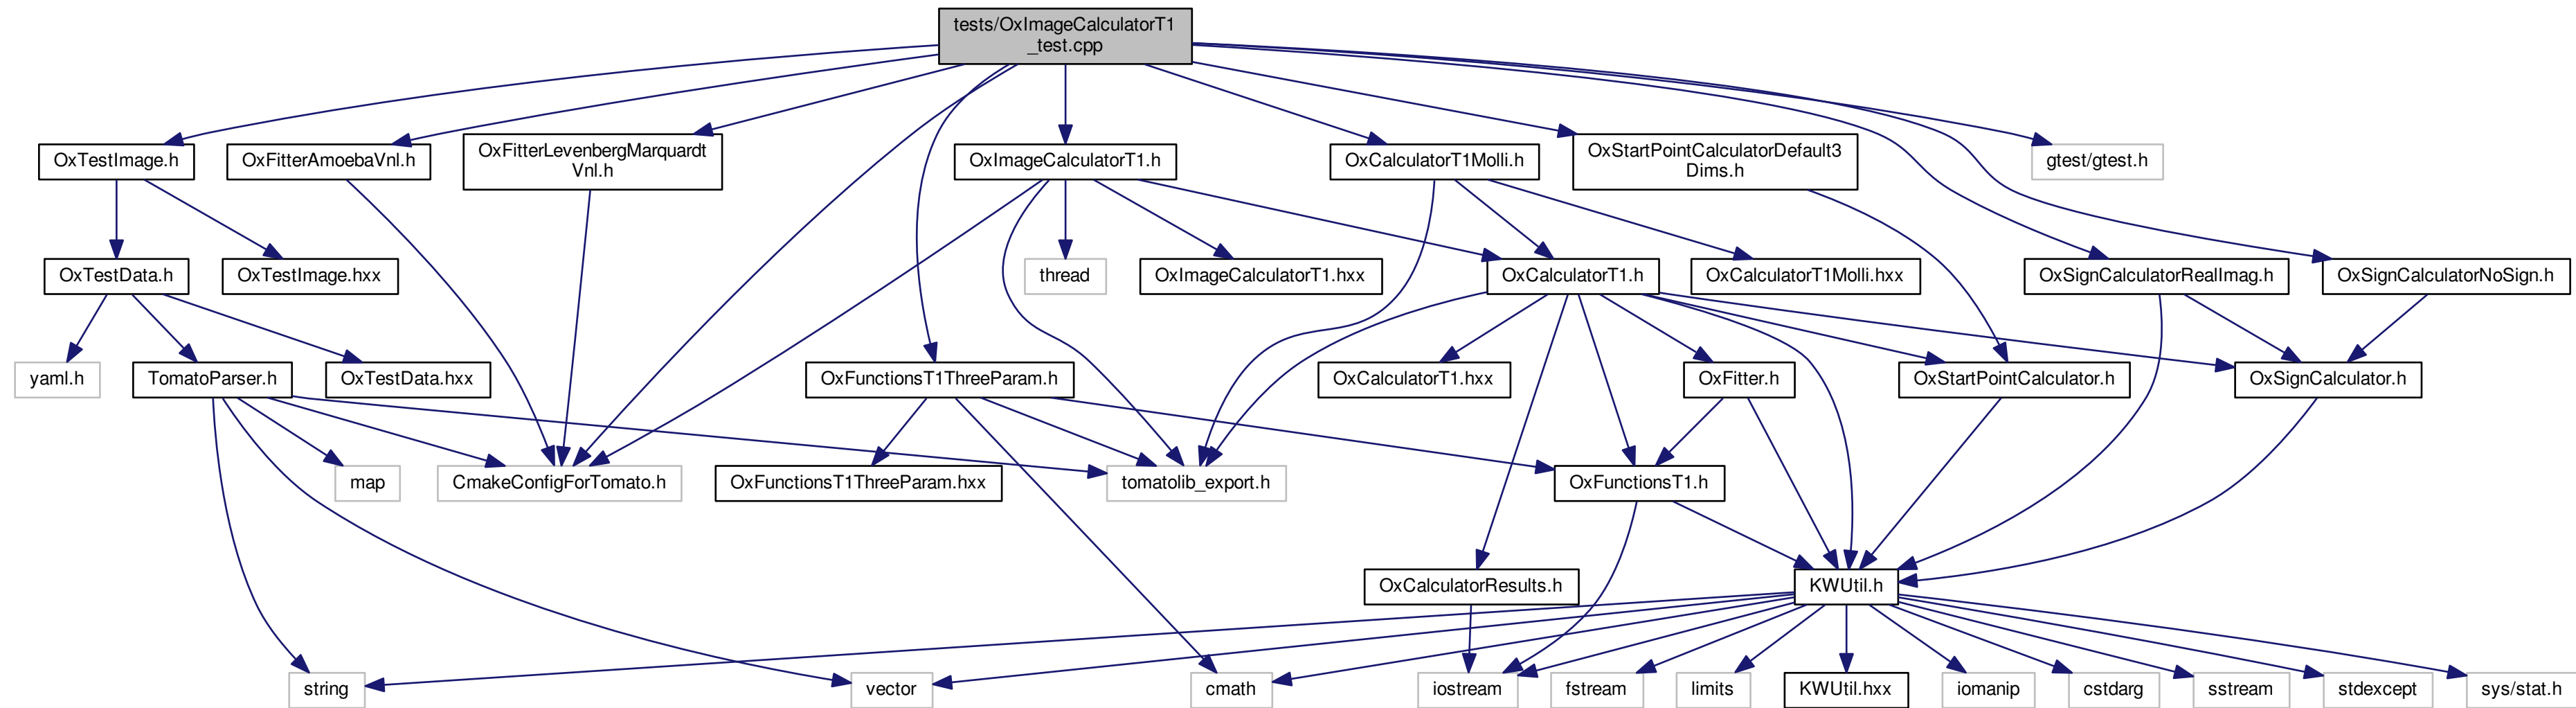 tests/OxImageCalculatorT1
_test.cpp
OxTestImage.h
OxFitterAmoebaVnl.h
OxFitterLevenbergMarquardt
Vnl.h
OxImageCalculatorT1.h
OxCalculatorT1Molli.h
OxStartPointCalculatorDefault3
Dims.h
gtest/gtest.h
OxTestData.h
OxTestImage.hxx
thread
OxImageCalculatorT1.hxx
OxCalculatorT1.h
OxCalculatorT1Molli.hxx
OxSignCalculatorRealImag.h
OxSignCalculatorNoSign.h
yaml.h
TomatoParser.h
OxTestData.hxx
OxFunctionsT1ThreeParam.h
OxCalculatorT1.hxx
OxFitter.h
OxStartPointCalculator.h
OxSignCalculator.h
map
CmakeConfigForTomato.h
OxFunctionsT1ThreeParam.hxx
tomatolib_export.h
OxFunctionsT1.h
OxCalculatorResults.h
KWUtil.h
string
vector
cmath
iostream
fstream
limits
KWUtil.hxx
iomanip
cstdarg
sstream
stdexcept
sys/stat.h